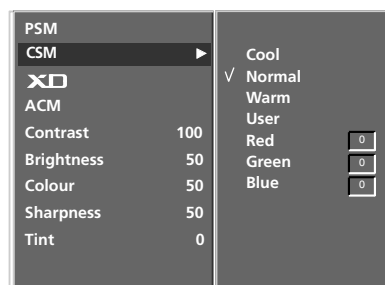 PSM
CSM ►
XD
ACM
Contrast 100
Brightness 50
Colour 50
Sharpness 50
Tint 0
Cool
√ Normal
Warm
User
Red 0
Green 0
Blue 0